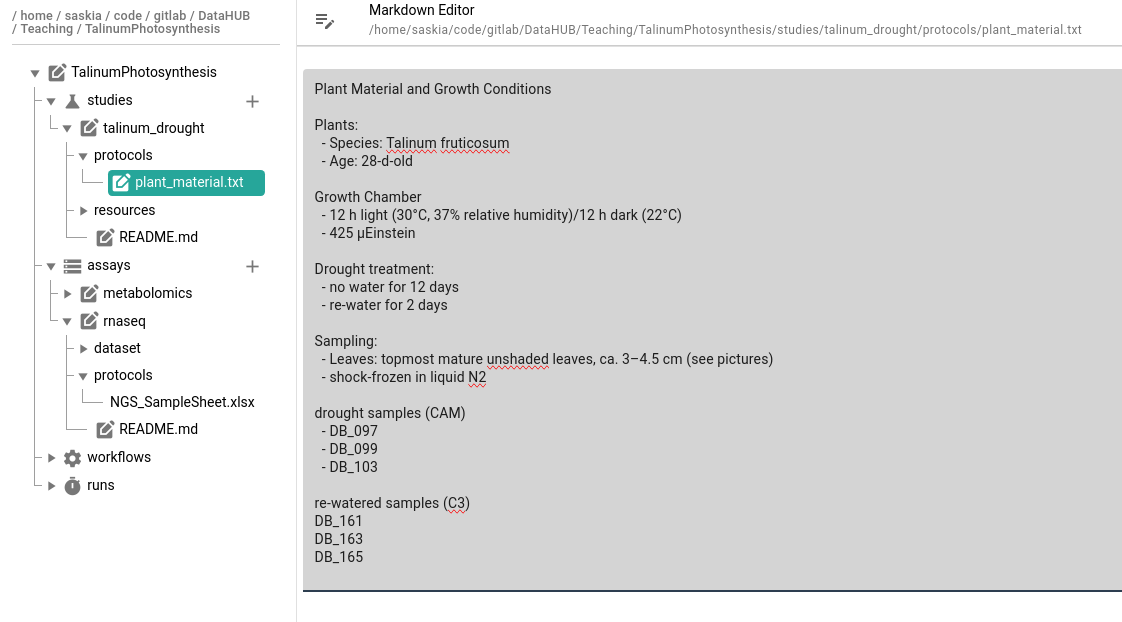 / home / saskia / code / gitlab / DataHUB
/ Teaching / TalinumPhotosynthesis
TalinumPhotosynthesis
studies
talinum_drought
protocols
plant_material.txt
resources
README.md
assays
metabolomics
rnaseq
dataset
protocols
NGS_SampleSheet.xlsx
README.md
workflows
runs
Markdown Editor
/home/saskia/code/gitlab/DataHUB/Teaching/TalinumPhotosynthesis/studies/talinum_drought/protocols/plant_material.txt
Plant Material and Growth Conditions
Plants:
- Species: Talinum fruticosum
- Age: 28-d-old
Growth Chamber
- 12 h light (30°C, 37% relative humidity)/12 h dark (22°C)
- 425 µEinstein
Drought treatment:
- no water for 12 days
- re-water for 2 days
Sampling:
- Leaves: topmost mature unshaded leaves, ca. 3–4.5 cm (see pictures)
- shock-frozen in liquid N2
drought samples (CAM)
- DB_097
- DB_099
- DB_103
re-watered samples (C3)
DB_161
DB_163
DB_165